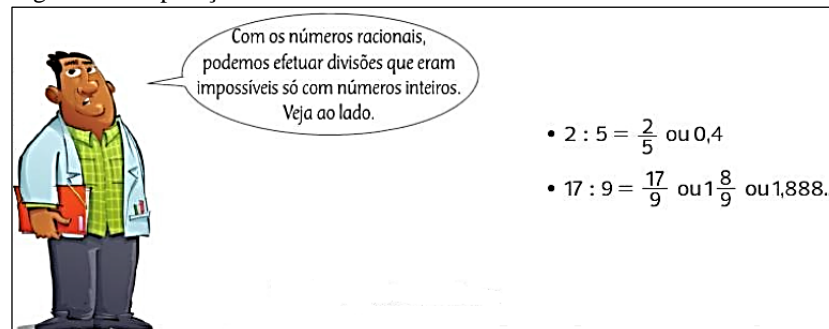 Com os números racionais,
podemos efetuar divisões que eram
impossíveis só com números inteiros.
Veja ao lado.
• 2 : 5 = 2/5 ou 0,4
• 17 : 9 = 17/9 ou 1 8/9 ou 1,888.